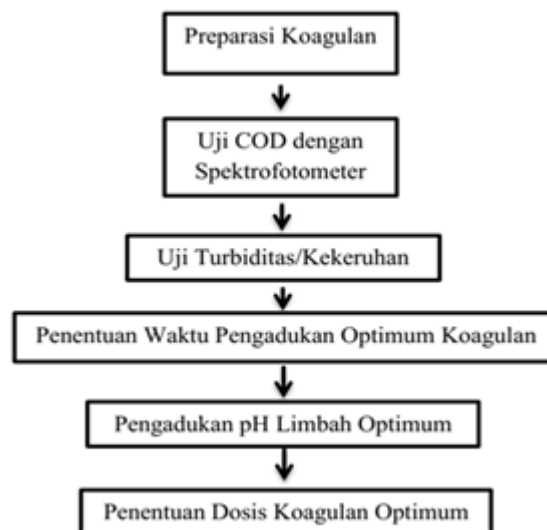 Preparasi Koagulan
Uji COD dengan
Spektrofotometer
Uji Turbiditas/Kekeruhan
Penentuan Waktu Pengadukan Optimum Koagulan
Pengadukan pH Limbah Optimum
Penentuan Dosis Koagulan Optimum